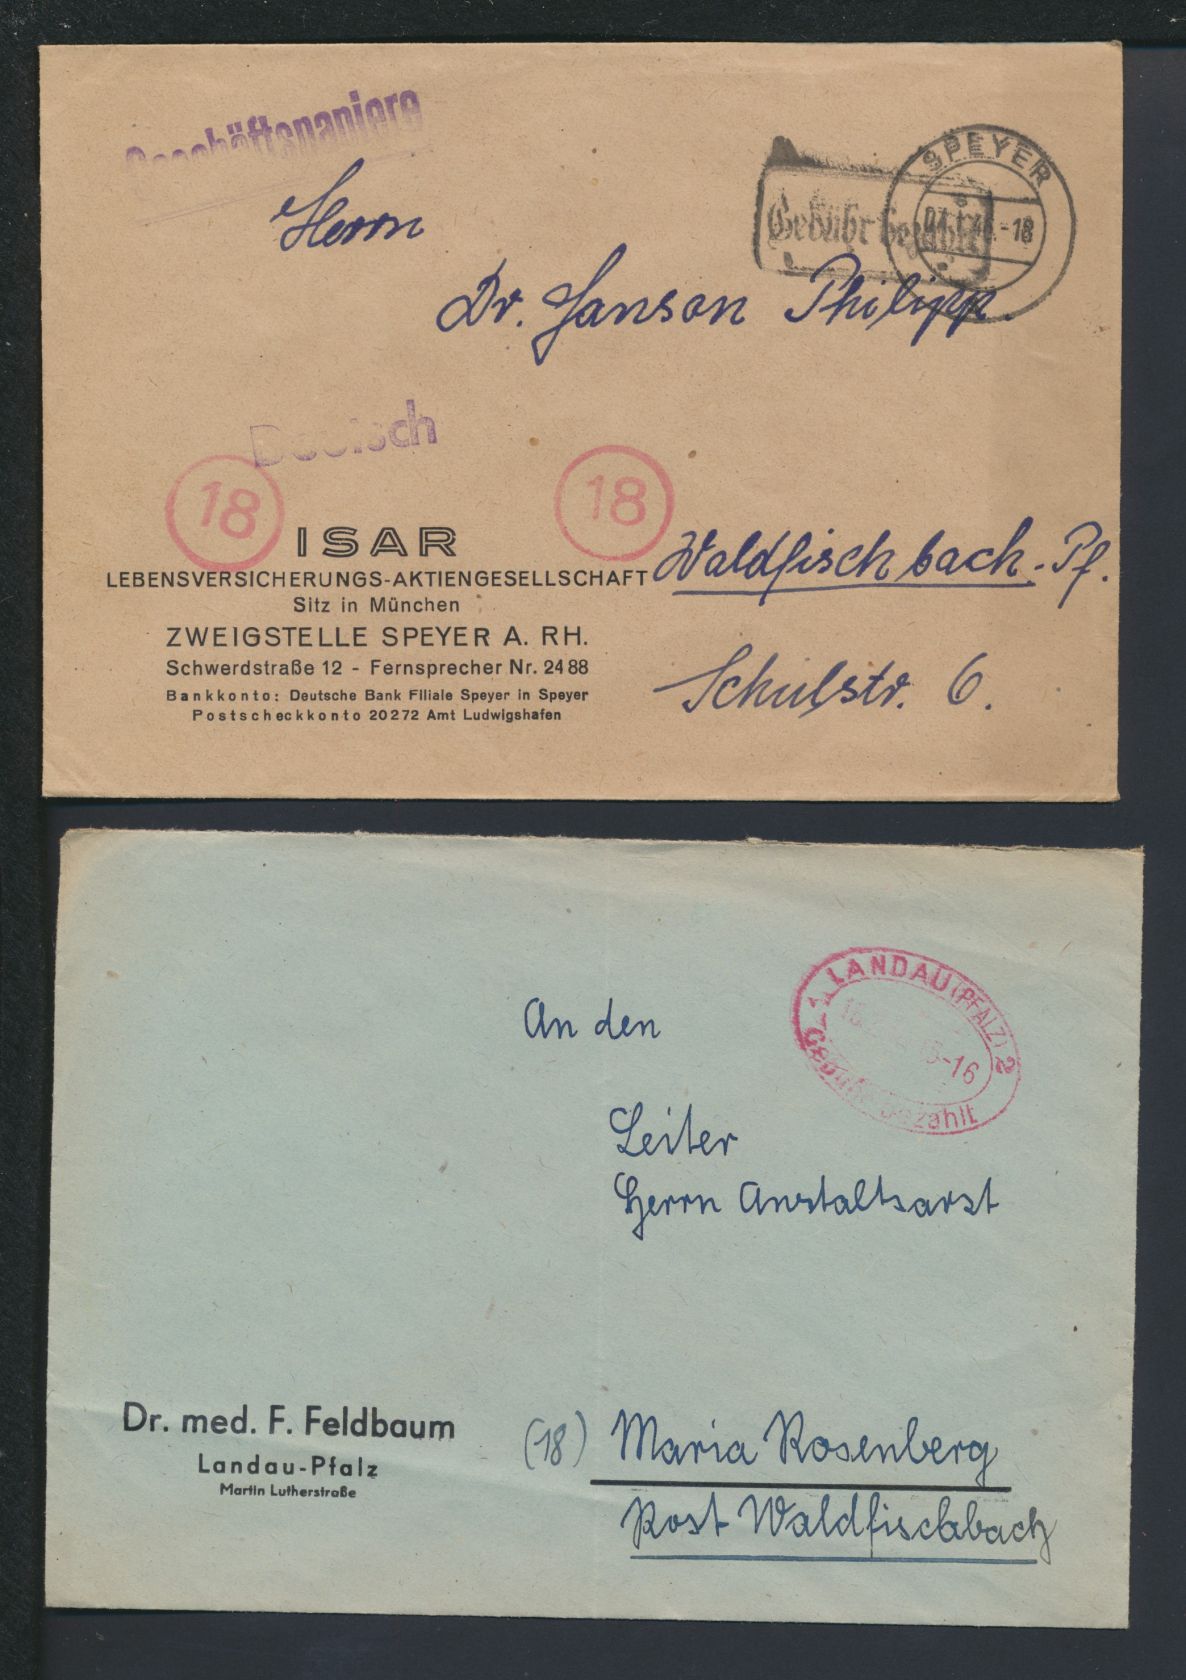 Geschäftspapiere
SPEYER
Gebühr bezahlt
-18
Herrn
Dr. Janson Philipp.
Deutsch
18
18
ISAR
LEBENSVERSICHERUNGS-AKTIENGESELLSCHAFT
Sitz in München
ZWEIGSTELLE SPEYER A. RH.
Schwerdstraße 12 - Fernsprecher Nr. 24 88
Bankkonto: Deutsche Bank Filiale Speyer in Speyer
Postscheckkonto 20272 Amt Ludwigshafen
Waldfischbach.-Pf.
Schulstr. 6.
LANDAU (PFALZ) 2
-16
Gebühr bezahlt
An den
Leiter
Herrn Anstaltsarzt
Dr. med. F. Feldbaum
Landau-Pfalz
Martin Lutherstraße
(18) Maria Rosenberg
Post Waldfischbach